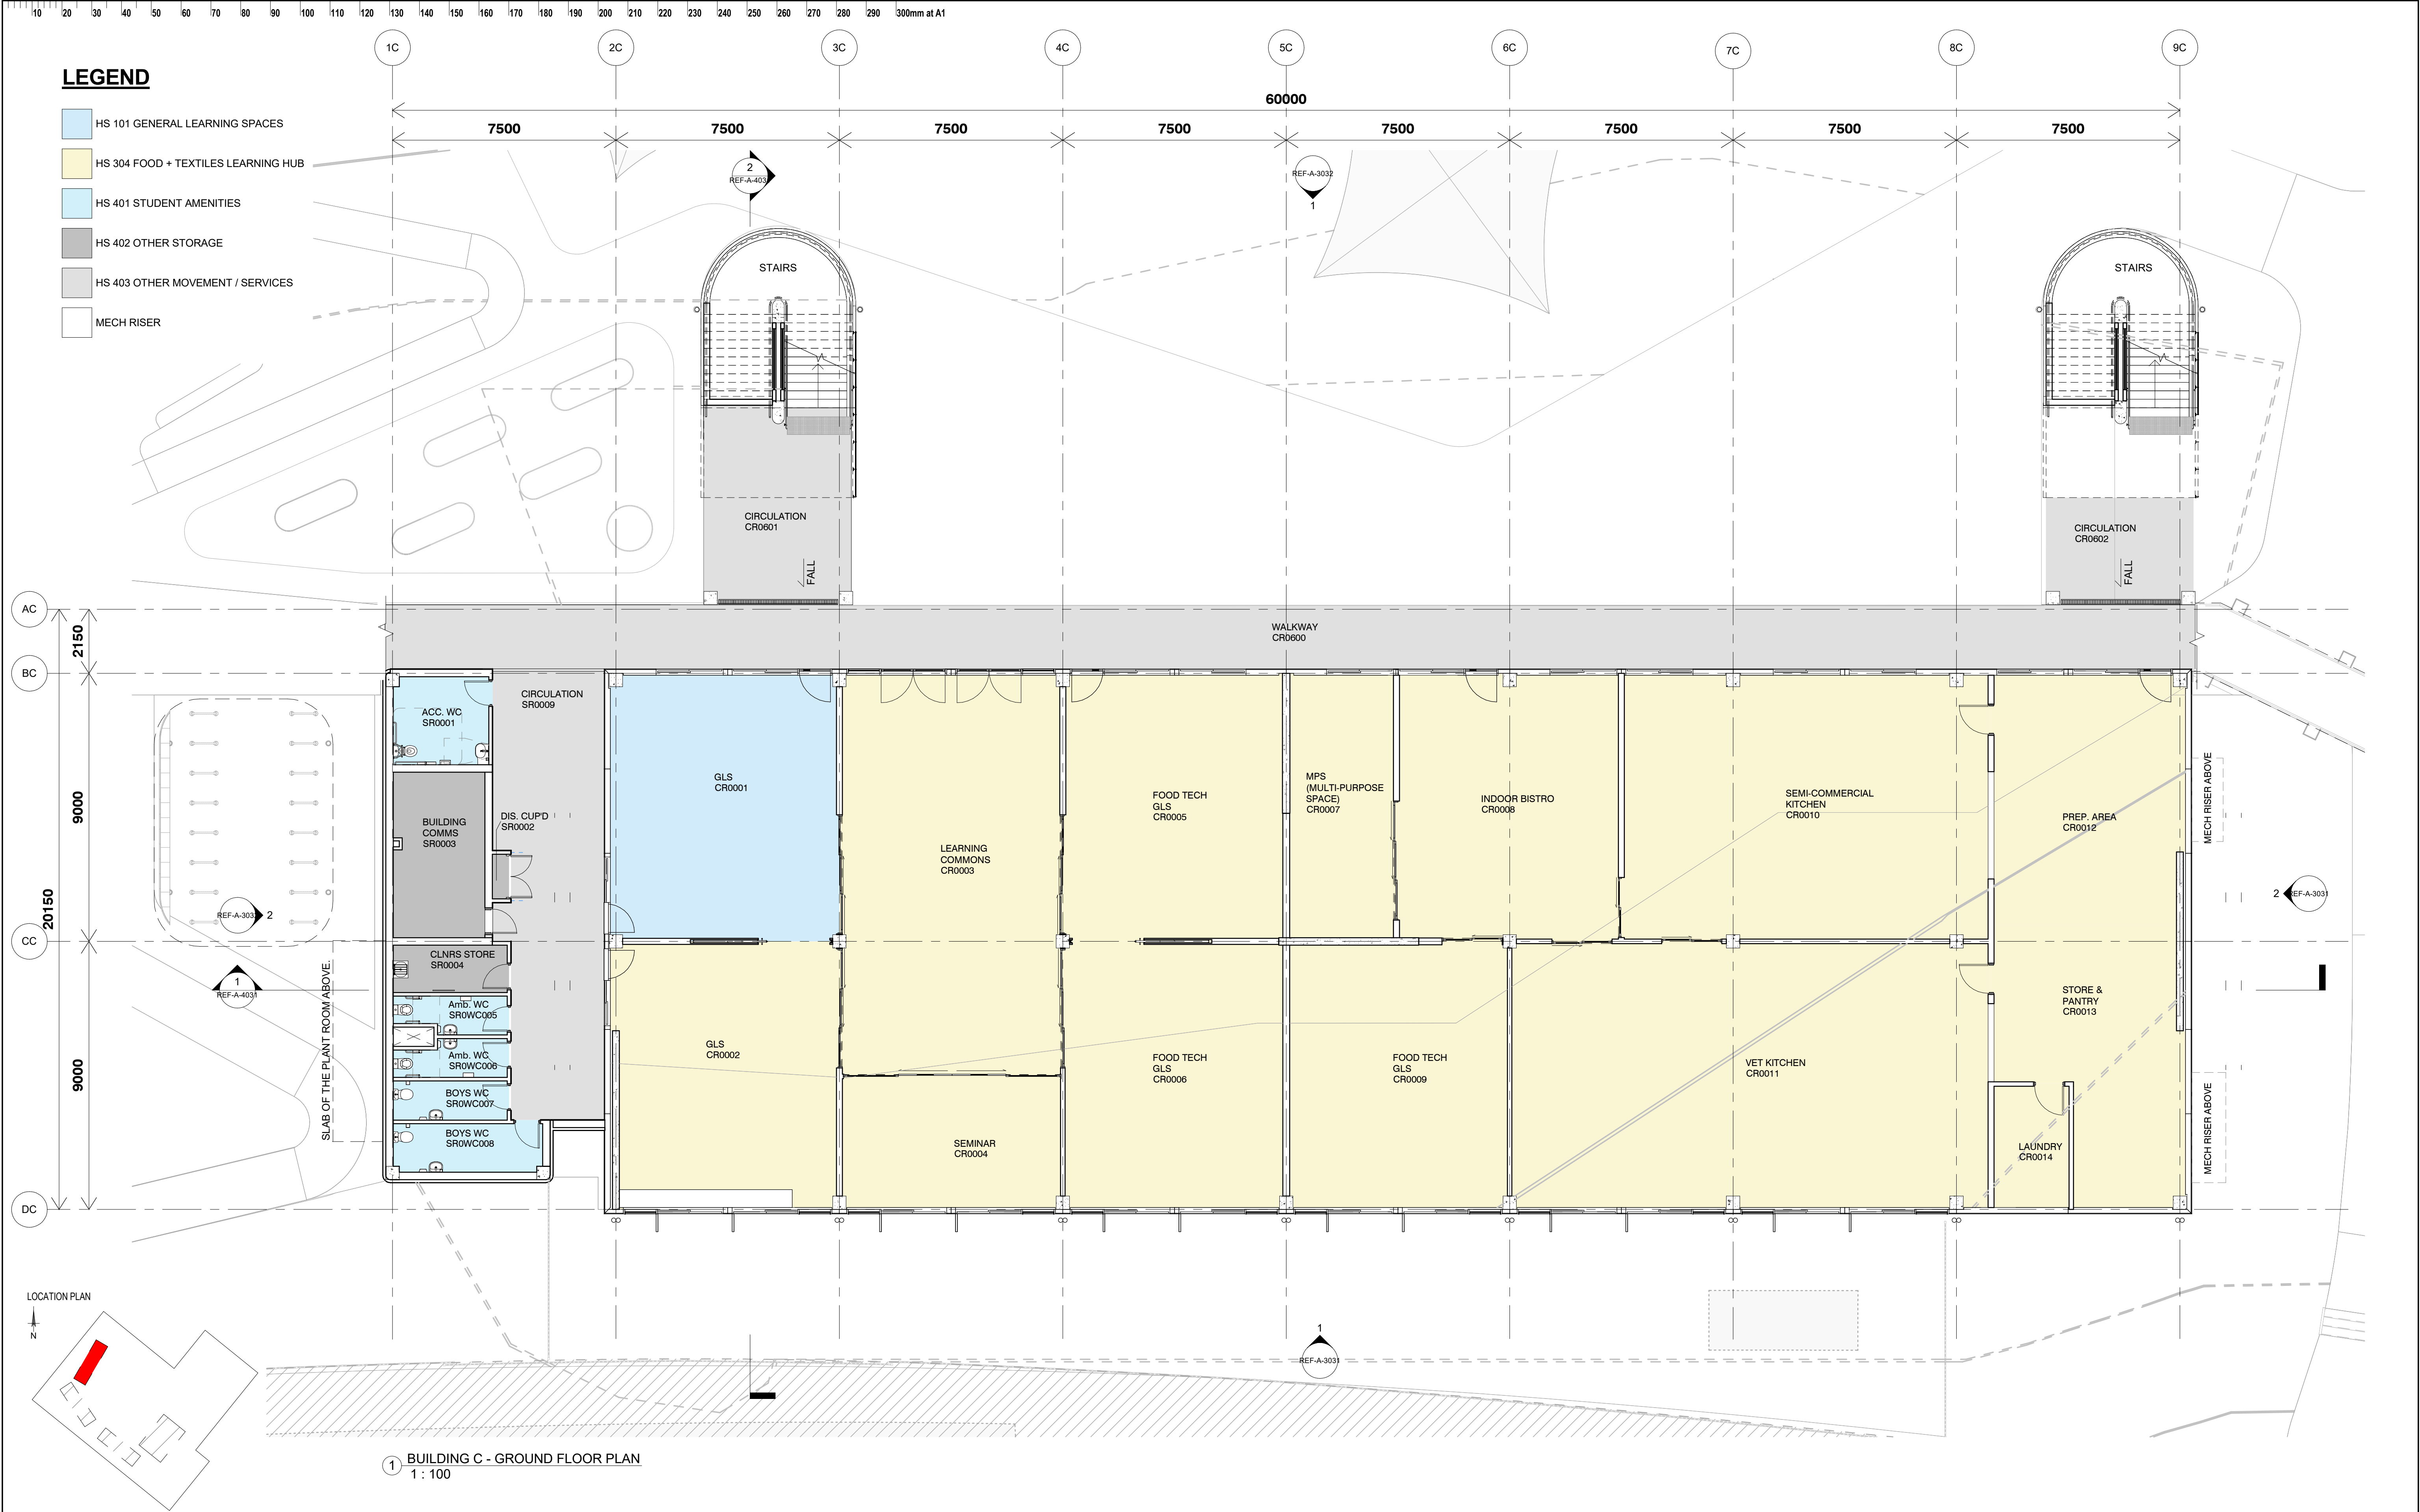 10 20 30 40 50 60 70 80 90 100 110 120 130 140 150 160 170 180 190 200 210 220 230 240 250 260 270 280 290 300mm at A1
1C 2C 3C 4C 5C 6C 7C 8C 9C
LEGEND
HS 101 GENERAL LEARNING SPACES
HS 304 FOOD + TEXTILES LEARNING HUB
HS 401 STUDENT AMENITIES
HS 402 OTHER STORAGE
HS 403 OTHER MOVEMENT / SERVICES
MECH RISER
60000
7500 7500 7500 7500 7500 7500 7500 7500
2
REF-A-403
REF-A-3032
1
STAIRS
STAIRS
CIRCULATION
CR0601
FALL
CIRCULATION
CR0602
FALL
AC
BC
CC
DC
2150
9000
9000
20150
WALKWAY
CR0600
ACC. WC
SR0001
CIRCULATION
SR0009
BUILDING
COMMS
SR0003
DIS. CUP'D
SR0002
CLNRS STORE
SR0004
Amb. WC
SR0WC005
Amb. WC
SR0WC006
BOYS WC
SR0WC007
BOYS WC
SR0WC008
GLS
CR0001
GLS
CR0002
LEARNING
COMMONS
CR0003
SEMINAR
CR0004
FOOD TECH
GLS
CR0005
FOOD TECH
GLS
CR0006
MPS
(MULTI-PURPOSE
SPACE)
CR0007
INDOOR BISTRO
CR0008
FOOD TECH
GLS
CR0009
SEMI-COMMERCIAL
KITCHEN
CR0010
VET KITCHEN
CR0011
PREP. AREA
CR0012
STORE &
PANTRY
CR0013
LAUNDRY
CR0014
MECH RISER ABOVE
MECH RISER ABOVE
2
REF-A-3031
REF-A-303
2
1
REF-A-4031
SLAB OF THE PLANT ROOM ABOVE.
1
REF-A-3031
LOCATION PLAN
N
1
BUILDING C - GROUND FLOOR PLAN
1 : 100